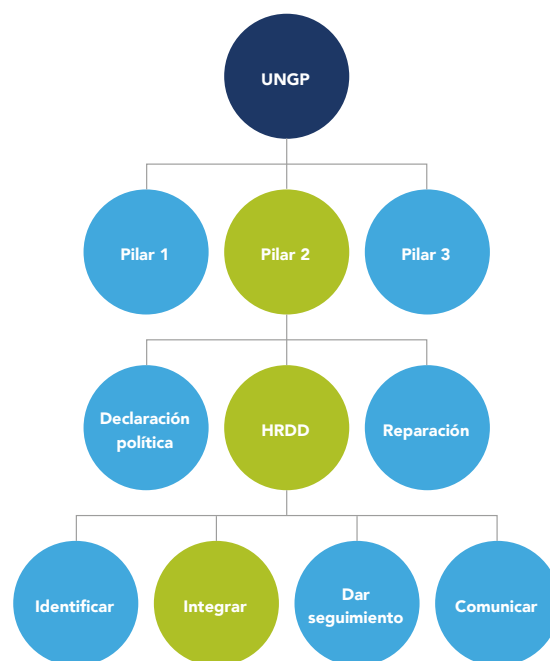 UNGP
Pilar 1
Pilar 2
Pilar 3
Declaración
política
HRDD
Reparación
Identificar
Integrar
Dar
seguimiento
Comunicar